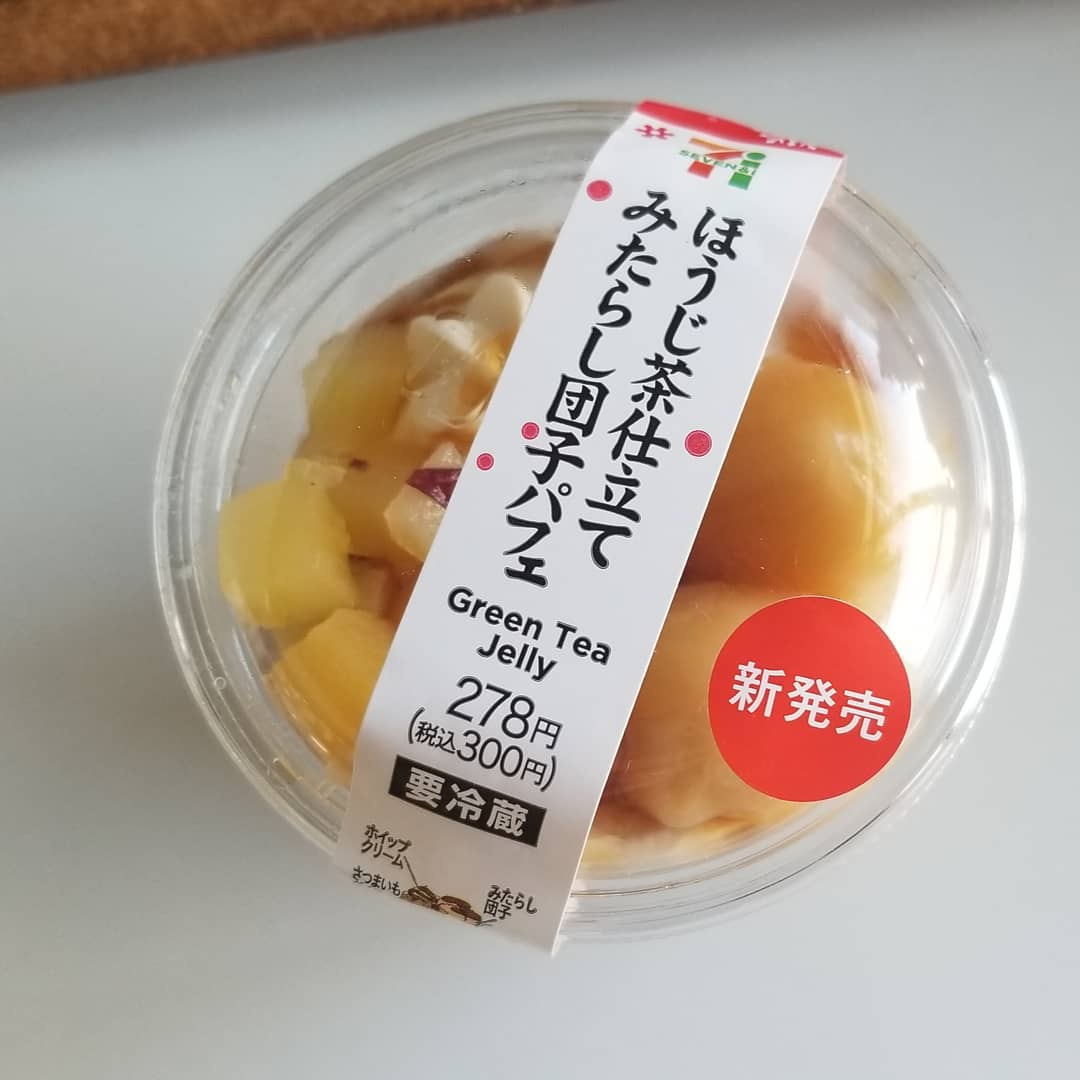 SEVEN&i
ほうじ茶仕立て
みたらし団子パフェ
Green Tea
Jelly
278円
(税込300円)
要冷蔵
新発売
ホイップ
クリーム
さつまいも
みたらし
団子